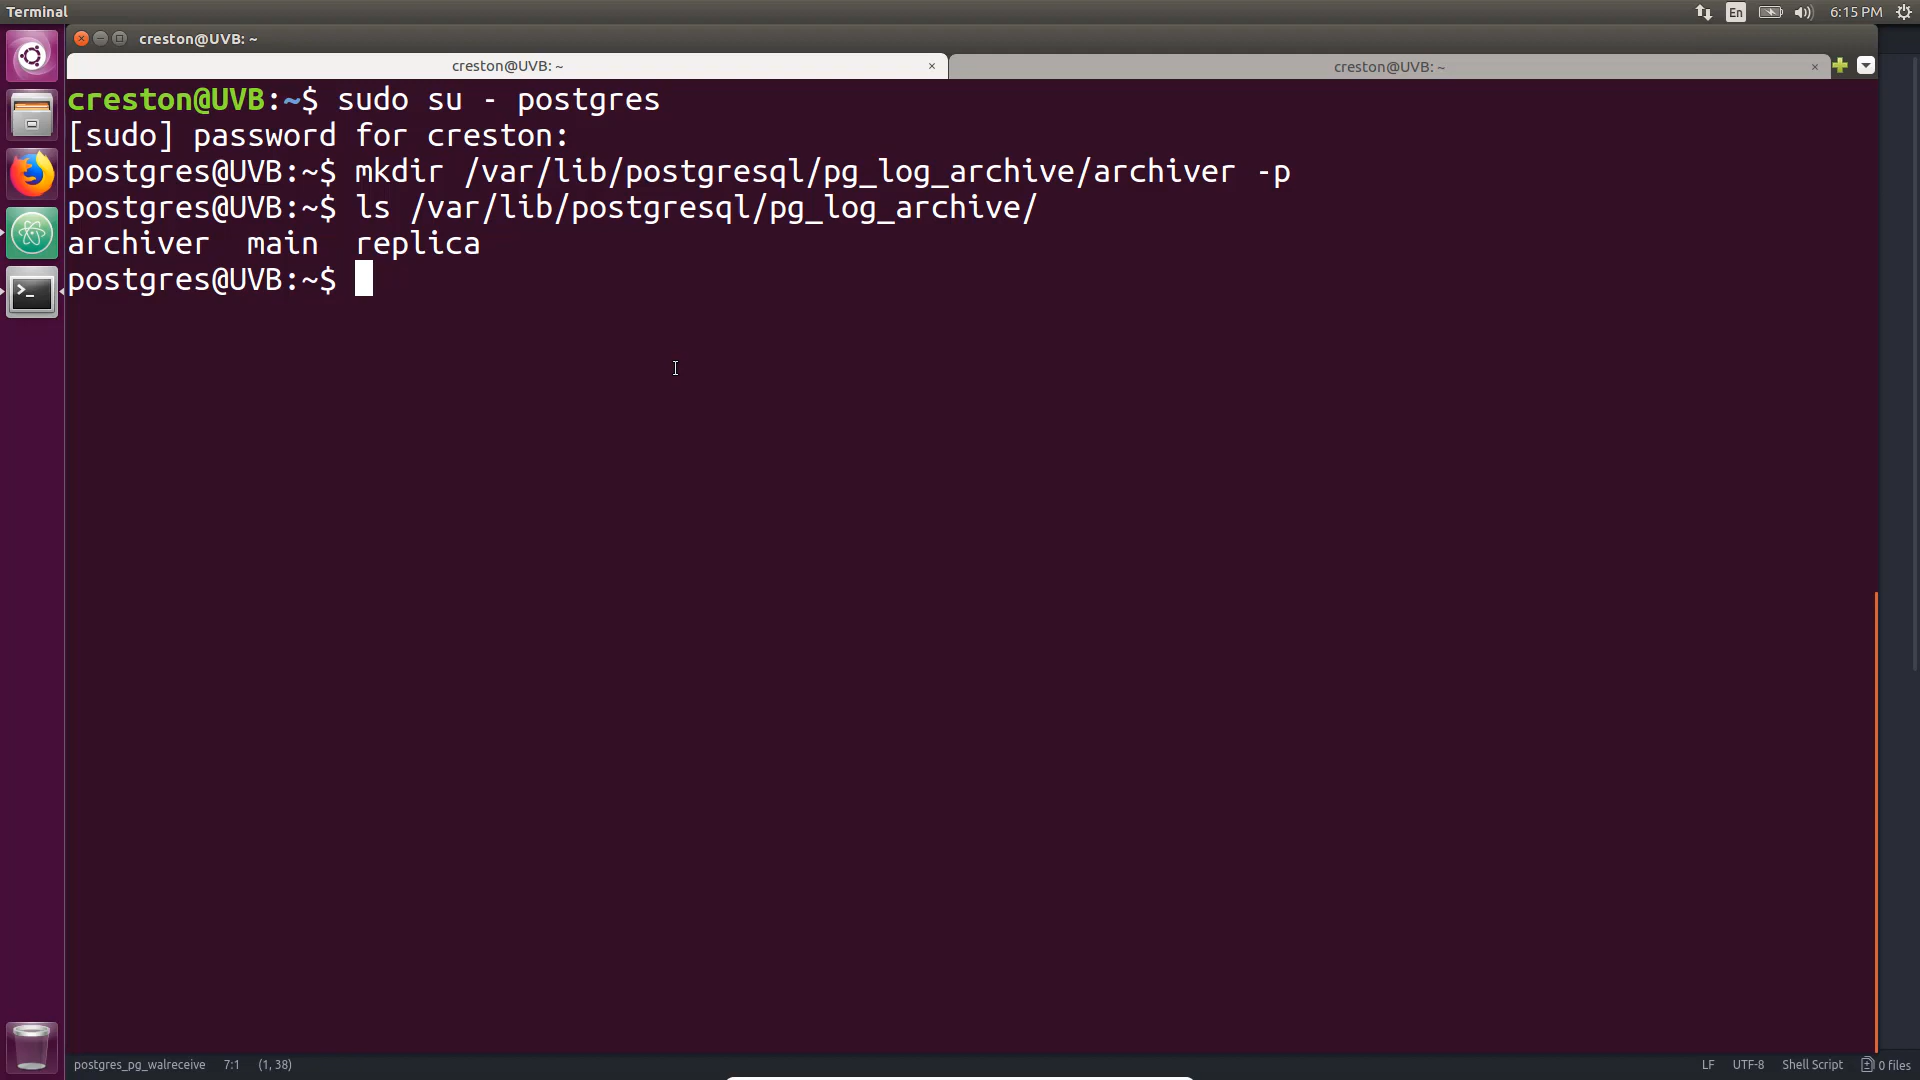 Terminal
En
6:15 PM
creston@UVB: ~
creston@UVB: ~
creston@UVB: ~
creston@UVB:~$ sudo su - postgres
[sudo] password for creston:
postgres@UVB:~$ mkdir /var/lib/postgresql/pg_log_archive/archiver -p
postgres@UVB:~$ ls /var/lib/postgresql/pg_log_archive/
archiver  main  replica
postgres@UVB:~$
postgres_pg_walreceive 7:1 (1, 38) LF UTF-8 Shell Script 0 files